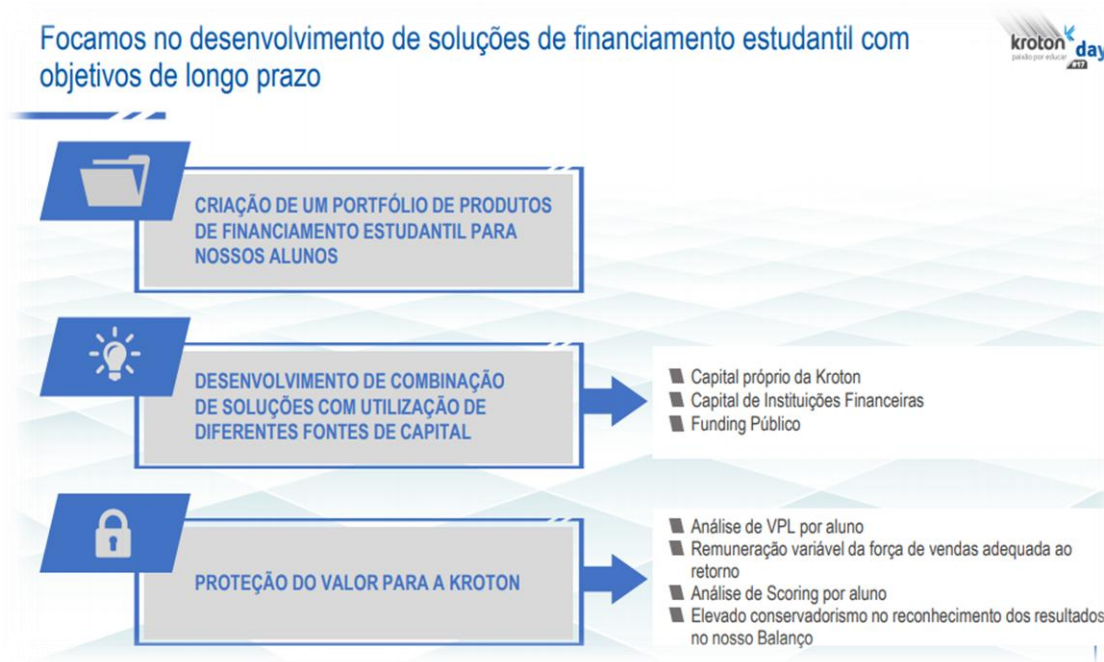 Focamos no desenvolvimento de soluções de financiamento estudantil com
objetivos de longo prazo
kroton
paixão por educar
day
#17
CRIAÇÃO DE UM PORTFÓLIO DE PRODUTOS
DE FINANCIAMENTO ESTUDANTIL PARA
NOSSOS ALUNOS
DESENVOLVIMENTO DE COMBINAÇÃO
DE SOLUÇÕES COM UTILIZAÇÃO DE
DIFERENTES FONTES DE CAPITAL
Capital próprio da Kroton
Capital de Instituições Financeiras
Funding Público
PROTEÇÃO DO VALOR PARA A KROTON
Análise de VPL por aluno
Remuneração variável da força de vendas adequada ao
retorno
Análise de Scoring por aluno
Elevado conservadorismo no reconhecimento dos resultados
no nosso Balanço